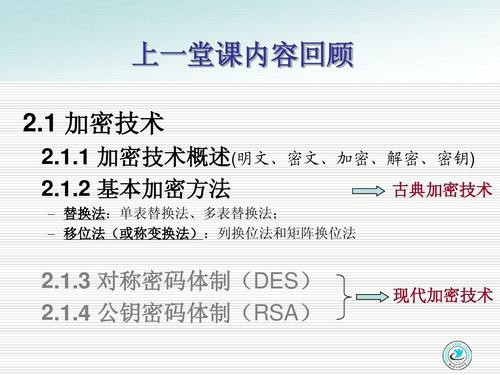 上一堂课内容回顾
2.1 加密技术
2.1.1 加密技术概述(明文、密文、加密、解密、密钥)
2.1.2 基本加密方法
古典加密技术
– 替换法：单表替换法、多表替换法；
– 移位法（或称变换法）：列换位法和矩阵换位法
2.1.3 对称密码体制（DES）
2.1.4 公钥密码体制（RSA）
现代加密技术